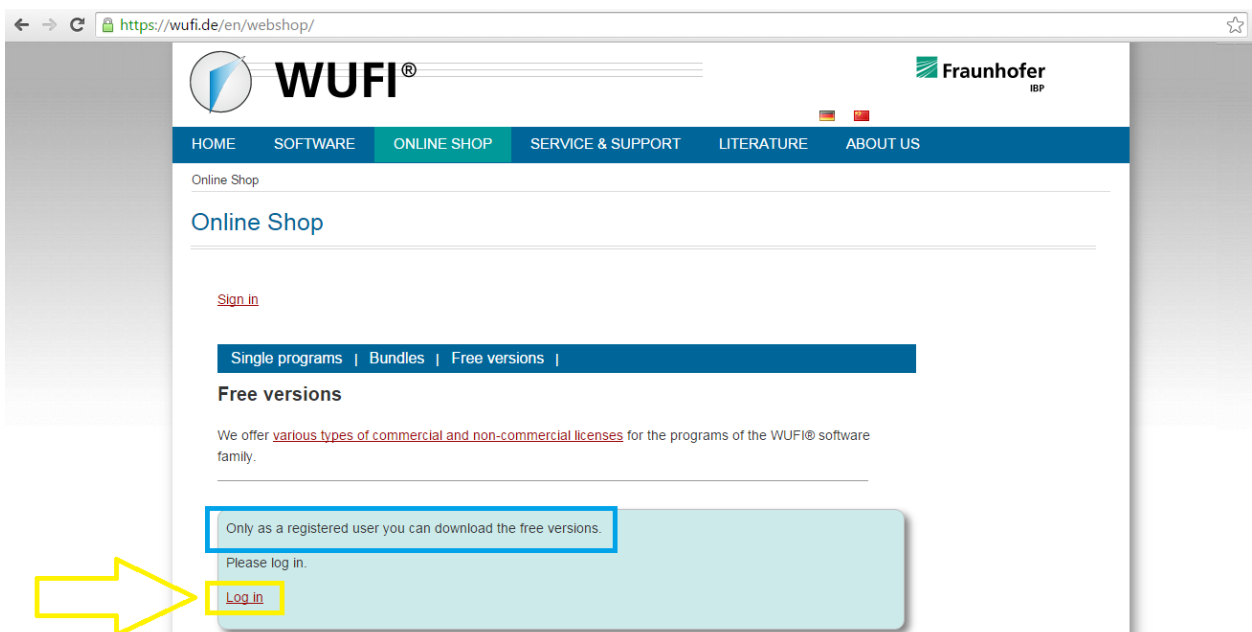 https://wufi.de/en/webshop/
WUFI®
Fraunhofer
IBP
HOME SOFTWARE ONLINE SHOP SERVICE & SUPPORT LITERATURE ABOUT US
Online Shop
Online Shop
Sign in
Single programs | Bundles | Free versions |
Free versions
We offer various types of commercial and non-commercial licenses for the programs of the WUFI® software
family.
Only as a registered user you can download the free versions.
Please log in.
Log in